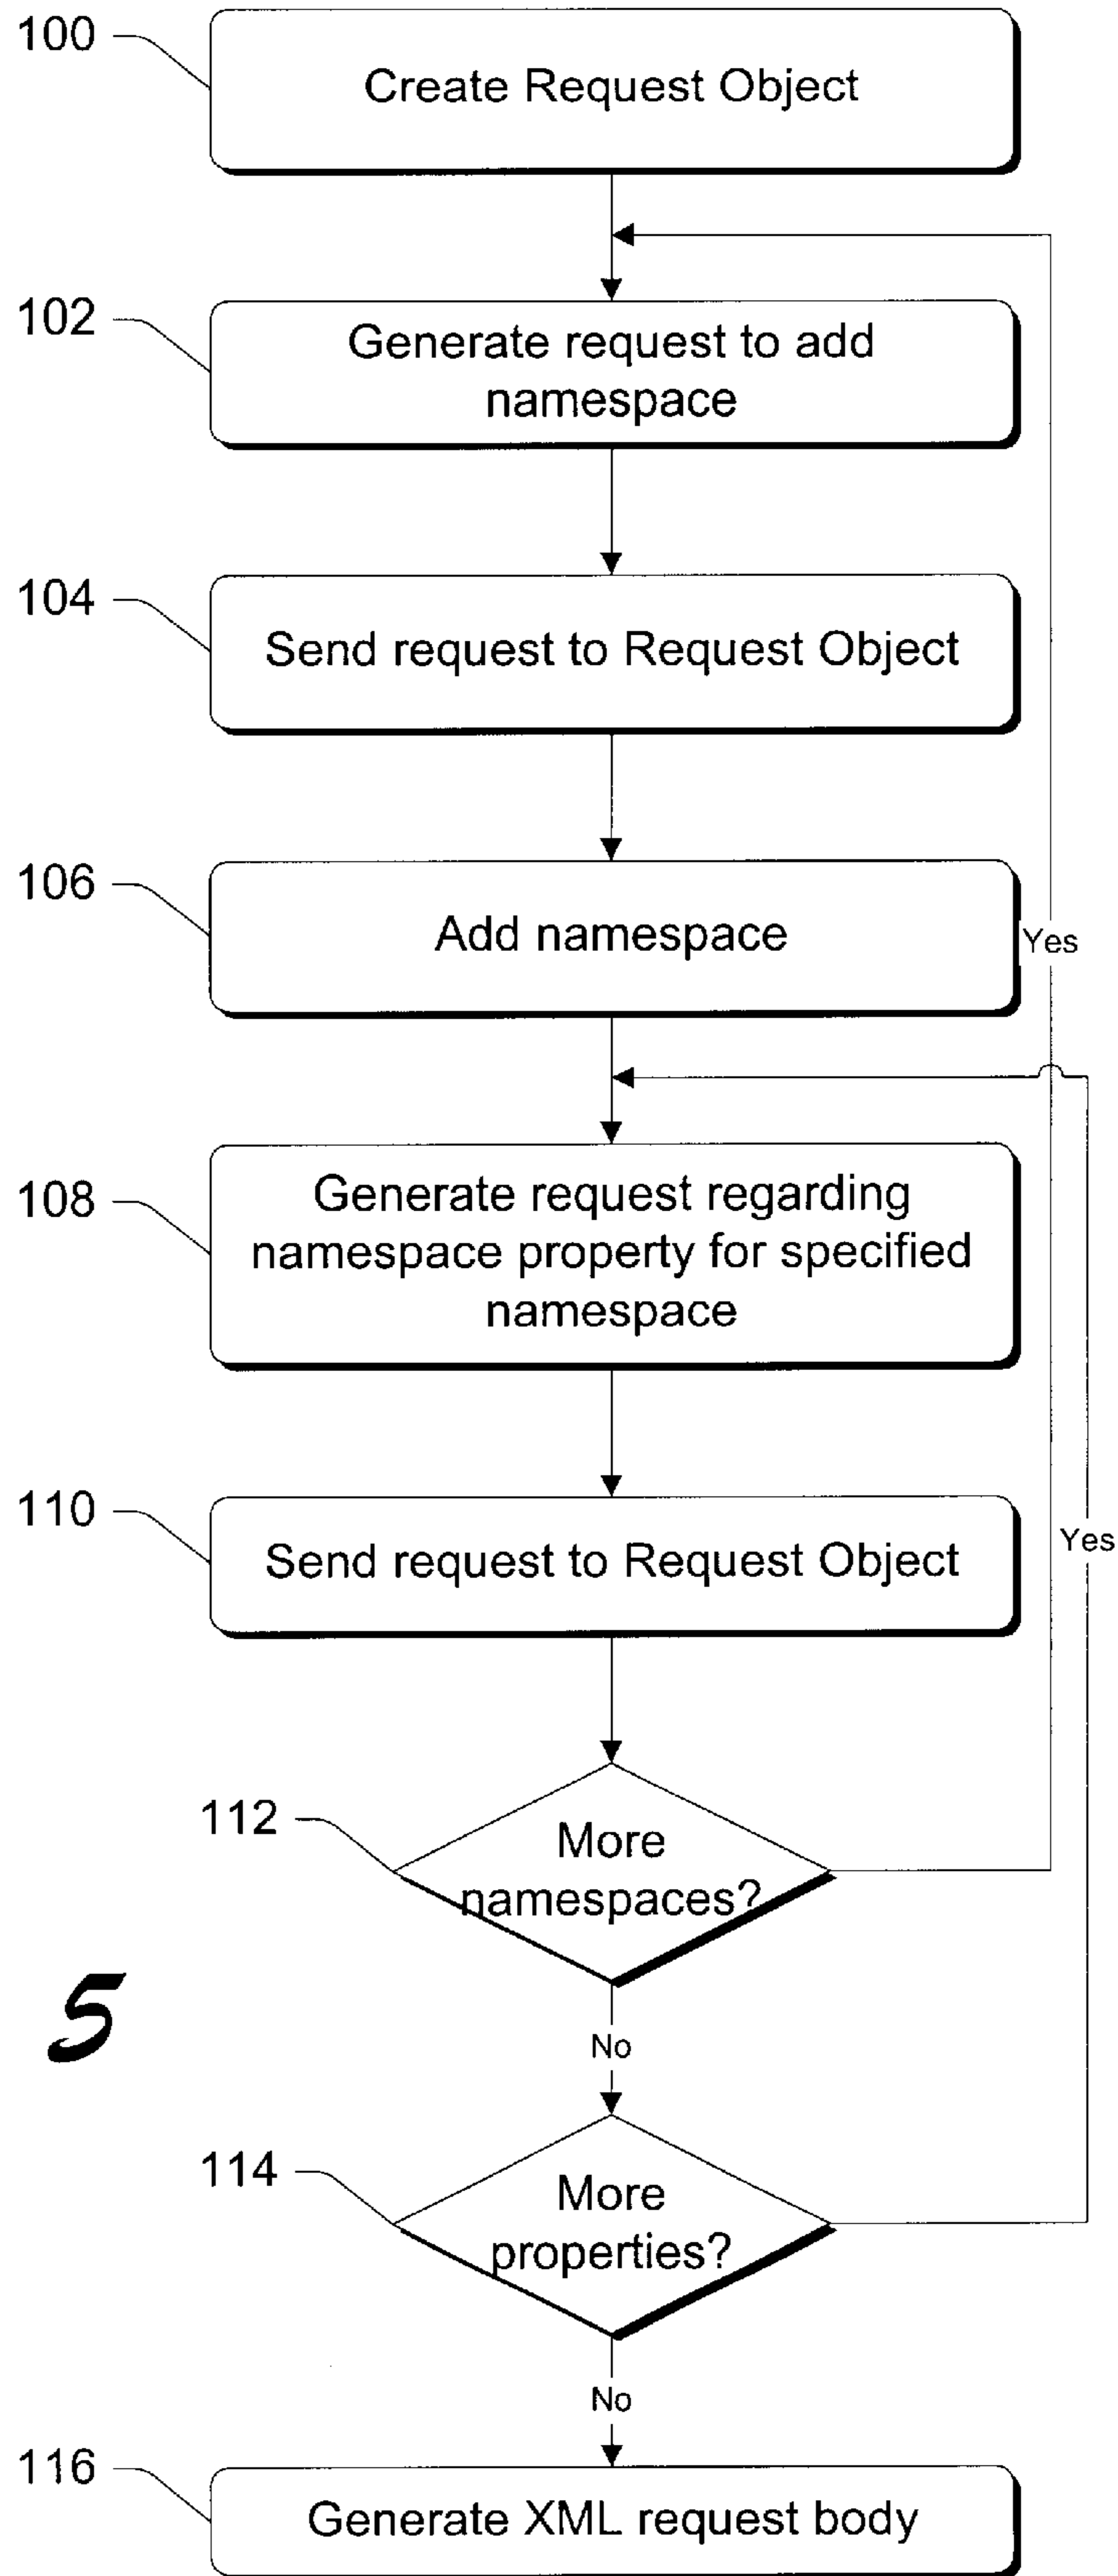 100
Create Request Object
102
Generate request to add
namespace
104
Send request to Request Object
106
Add namespace
Yes
108
Generate request regarding
namespace property for specified
namespace
110
Send request to Request Object
Yes
112
More
namespaces?
5
No
114
More
properties?
No
116
Generate XML request body